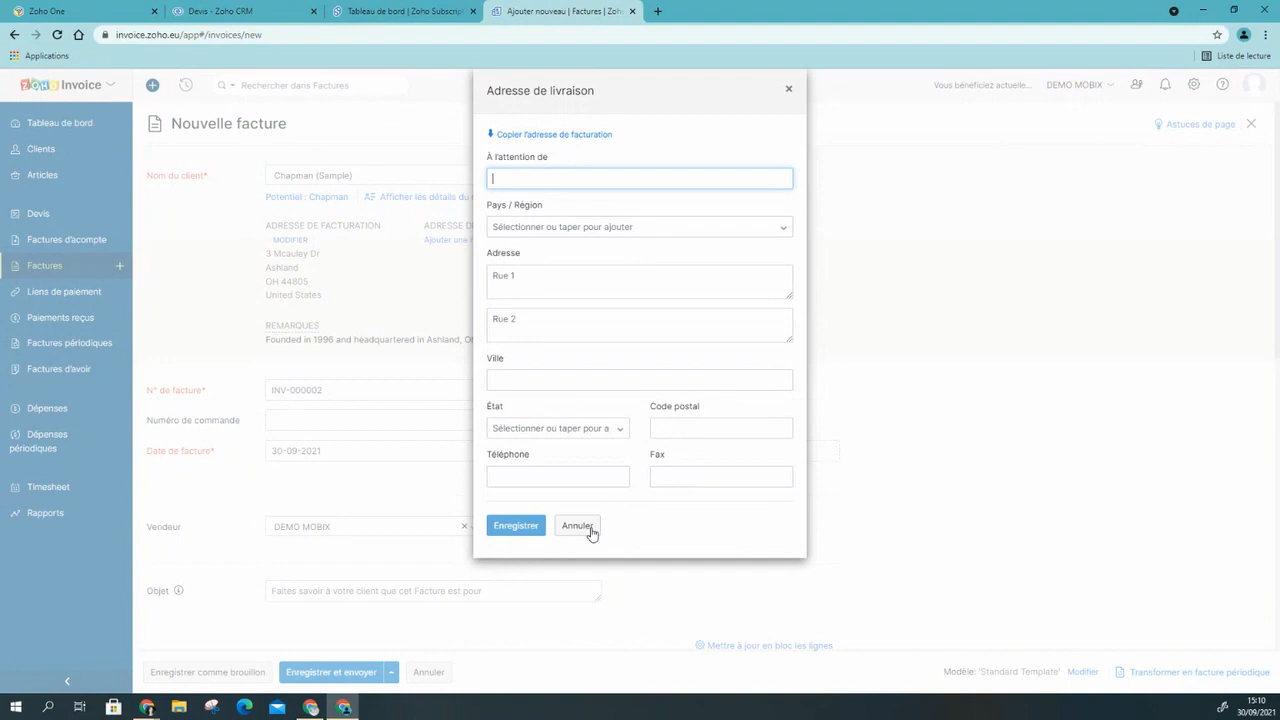 Zoho One
Devis - Zoho CRM
Tableau de bord | Zoho Subscript
Ajouter nouveau | Factures | Zoh
invoice.zoho.eu/app#/invoices/new
Applications
Liste de lecture
ZOHO Invoice
Rechercher dans Factures
Vous bénéficiez actuelle...
DEMO MOBIX
Tableau de bord
Clients
Articles
Devis
Factures d'acompte
Factures
Liens de paiement
Paiements reçus
Factures périodiques
Factures d'avoir
Dépenses
Dépenses
périodiques
Timesheet
Rapports
Nouvelle facture
Astuces de page
Nom du client*
Chapman (Sample)
Potentiel : Chapman
Afficher les détails du c
ADRESSE DE FACTURATION
MODIFIER
3 Mcauley Dr
Ashland
OH 44805
United States
ADRESSE DE
Ajouter une n
REMARQUES
Founded in 1996 and headquartered in Ashland, O
N° de facture*
INV-000002
Numéro de commande
Date de facture*
30-09-2021
Vendeur
DEMO MOBIX
Objet
Faites savoir à votre client que cet Facture est pour
Mettre à jour en bloc les lignes
Enregistrer comme brouillon
Enregistrer et envoyer
Annuler
Modèle: 'Standard Template'
Modifier
Transformer en facture périodique
Adresse de livraison
Copier l'adresse de facturation
À l'attention de
Pays / Région
Sélectionner ou taper pour ajouter
Adresse
Rue 1
Rue 2
Ville
État
Code postal
Sélectionner ou taper pour a
Téléphone
Fax
Enregistrer
Annuler
15:10
30/09/2021